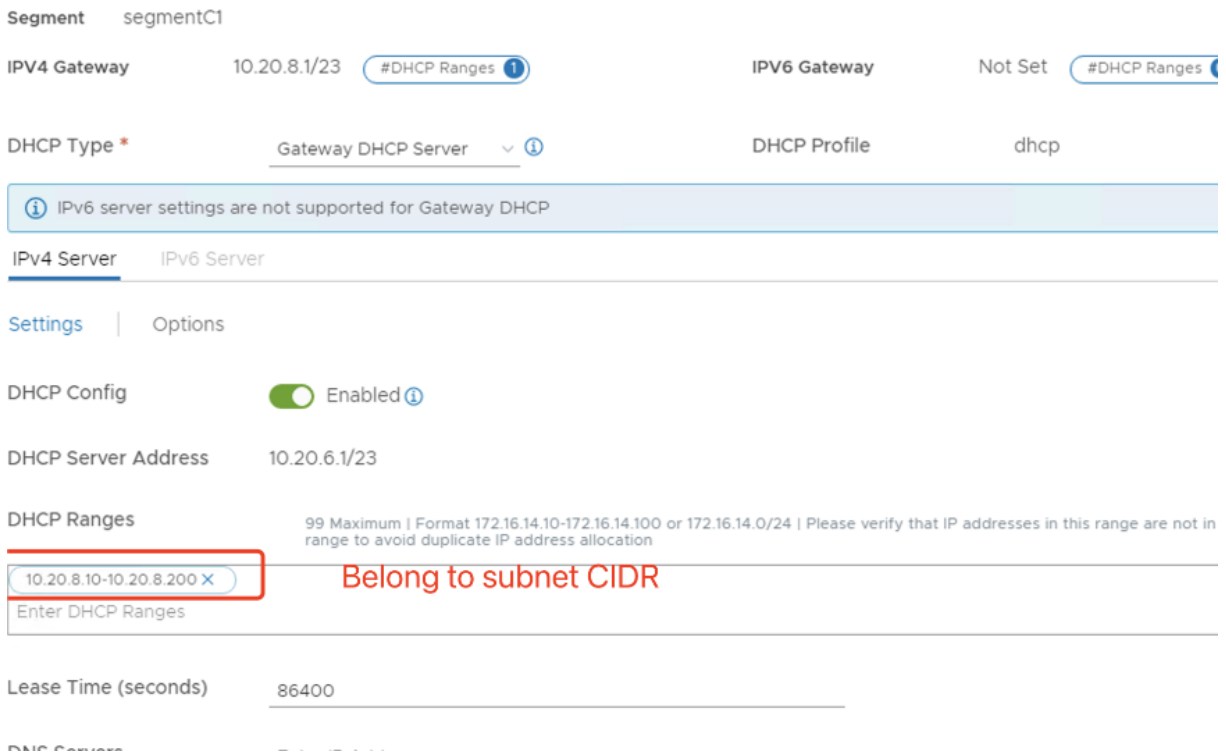 Segment segmentC1
IPV4 Gateway 10.20.8.1/23 #DHCP Ranges 1 IPV6 Gateway Not Set #DHCP Ranges
DHCP Type * Gateway DHCP Server DHCP Profile dhcp
IPv6 server settings are not supported for Gateway DHCP
IPv4 Server IPv6 Server
Settings | Options
DHCP Config Enabled
DHCP Server Address 10.20.6.1/23
DHCP Ranges 99 Maximum | Format 172.16.14.10-172.16.14.100 or 172.16.14.0/24 | Please verify that IP addresses in this range are not in
range to avoid duplicate IP address allocation
10.20.8.10-10.20.8.200 × Belong to subnet CIDR
Enter DHCP Ranges
Lease Time (seconds) 86400
DNS Servers